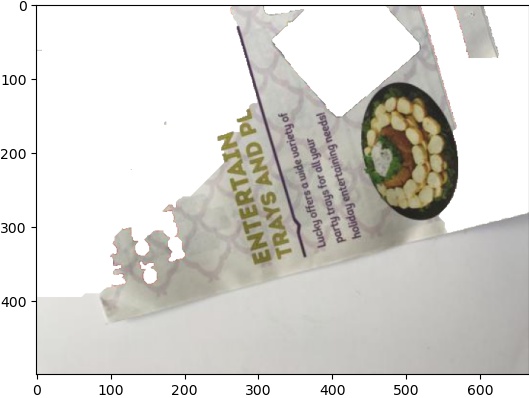 ENTERTAIN
TRAYS AND PL
Lucky offers a wide variety of
party trays for all your
holiday entertaining needs!